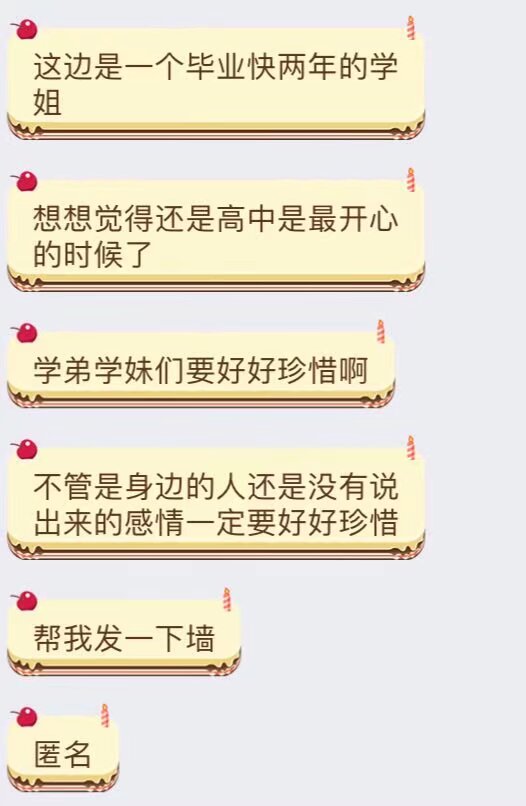 这边是一个毕业快两年的学
姐
想想觉得还是高中是最开心
的时候了
学弟学妹们要好好珍惜啊
不管是身边的人还是没有说
出来的感情一定要好好珍惜
帮我发一下墙
匿名